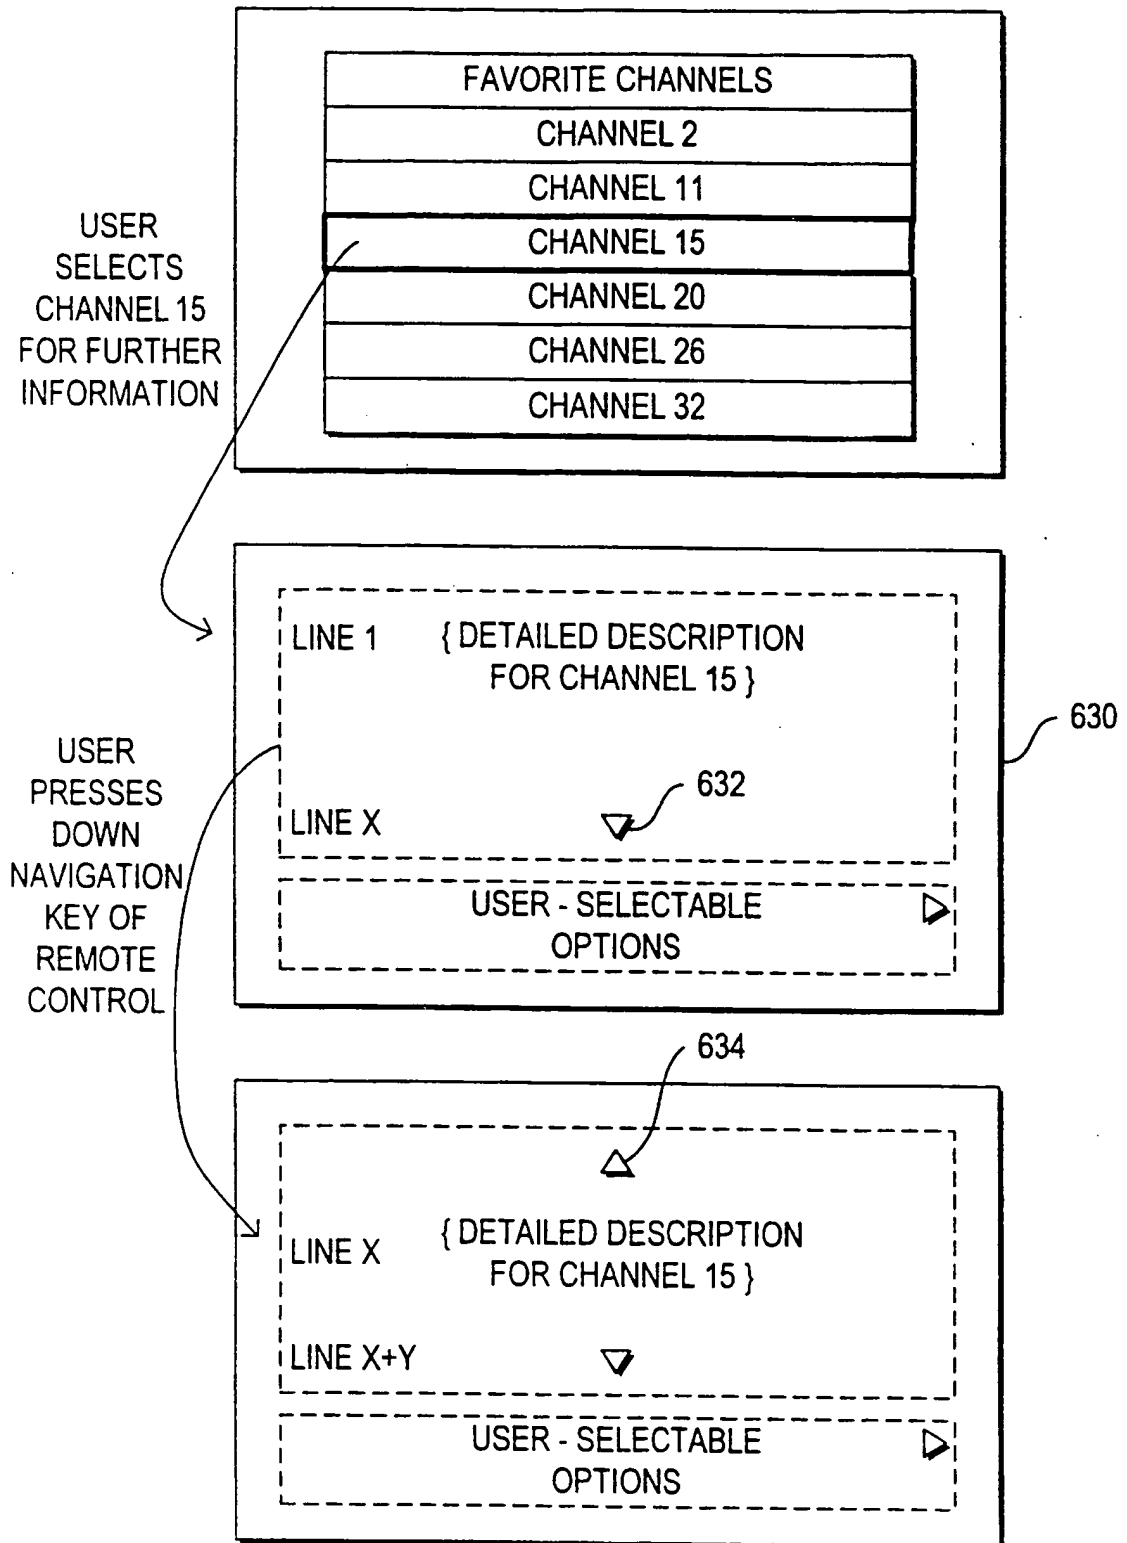 FAVORITE CHANNELS
CHANNEL 2
CHANNEL 11
CHANNEL 15
CHANNEL 20
CHANNEL 26
CHANNEL 32
USER
SELECTS
CHANNEL 15
FOR FURTHER
INFORMATION
LINE 1 { DETAILED DESCRIPTION
FOR CHANNEL 15 }
630
632
LINE X
USER - SELECTABLE
OPTIONS
USER
PRESSES
DOWN
NAVIGATION
KEY OF
REMOTE
CONTROL
634
LINE X { DETAILED DESCRIPTION
FOR CHANNEL 15 }
LINE X+Y
USER - SELECTABLE
OPTIONS